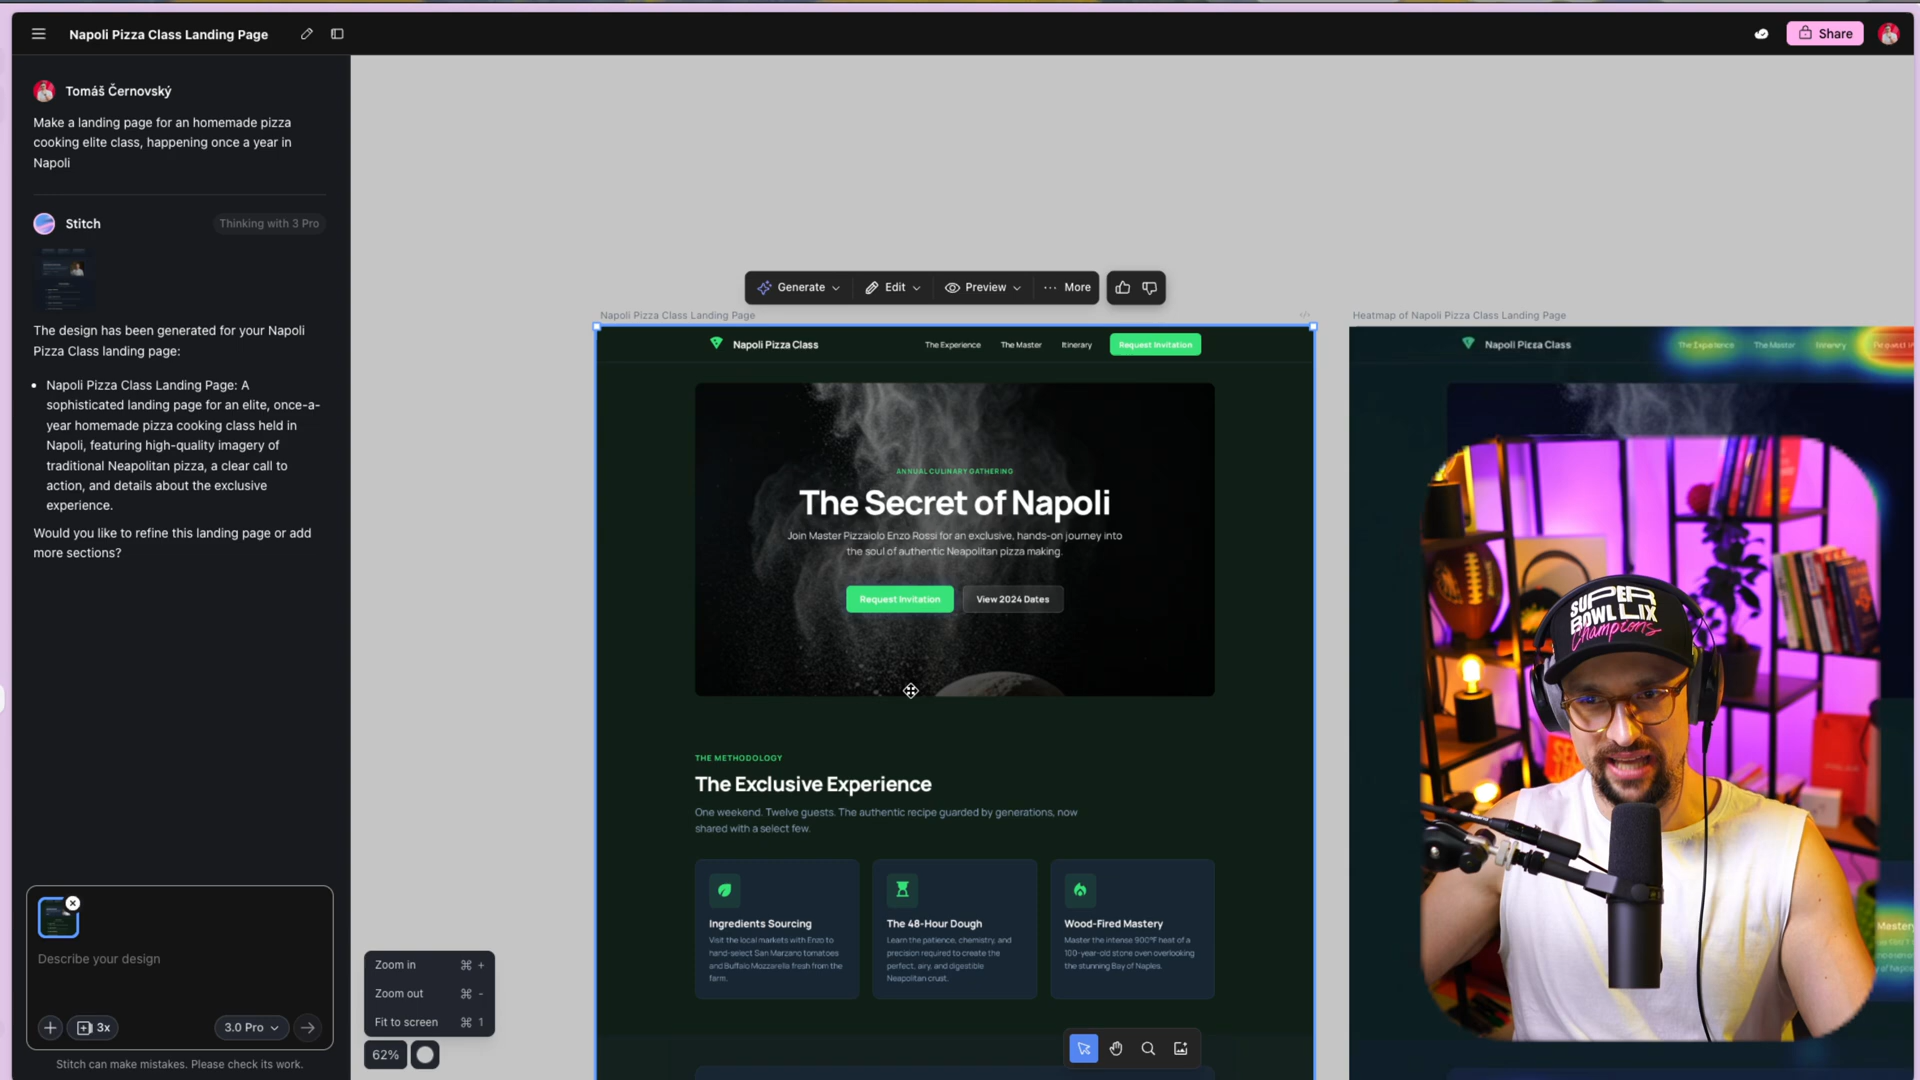 Napoli Pizza Class Landing Page
Share
Tomáš Černovský
Make a landing page for an homemade pizza
cooking elite class, happening once a year in
Napoli
Stitch
Thinking with 3 Pro
The design has been generated for your Napoli
Pizza Class landing page:
• Napoli Pizza Class Landing Page: A
sophisticated landing page for an elite, once-a-
year homemade pizza cooking class held in
Napoli, featuring high-quality imagery of
traditional Neapolitan pizza, a clear call to
action, and details about the exclusive
experience.
Would you like to refine this landing page or add
more sections?
Describe your design
3x
3.0 Pro
Stitch can make mistakes. Please check its work.
Zoom in ⌘ +
Zoom out ⌘ -
Fit to screen ⌘ 1
62%
Generate
Edit
Preview
More
Napoli Pizza Class Landing Page
Napoli Pizza Class
The Experience
The Master
Itinerary
Request Invitation
ANNUAL CULINARY GATHERING
The Secret of Napoli
Join Master Pizzaiolo Enzo Rossi for an exclusive, hands-on journey into
the soul of authentic Neapolitan pizza making.
Request Invitation
View 2024 Dates
THE METHODOLOGY
The Exclusive Experience
One weekend. Twelve guests. The authentic recipe guarded by generations, now
shared with a select few.
Ingredients Sourcing
Visit the local markets with Enzo to
hand-select San Marzano tomatoes
and Buffalo Mozzarella fresh from the
farm.
The 48-Hour Dough
Learn the patience, chemistry, and
precision required to create the
perfect, airy, and digestible
Neapolitan crust.
Wood-Fired Mastery
Master the intense 900°F heat of a
100-year-old stone oven overlooking
the stunning Bay of Naples.
Heatmap of Napoli Pizza Class Landing Page
Napoli Pizza Class
The Experience
The Master
Itinerary
SUPER
BOWL LIX
Champions